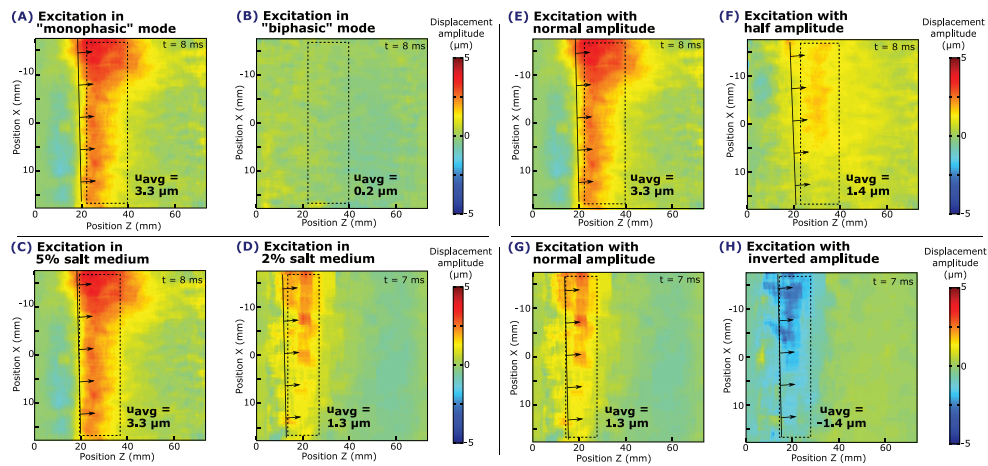 (A) Excitation in
"monophasic" mode
t = 8 ms
Position X (mm)
-10
0
10
0 20 40 60
Position Z (mm)
uavg =
3.3 µm
(B) Excitation in
"biphasic" mode
t = 8 ms
Position X (mm)
-10
0
10
0 20 40 60
Position Z (mm)
uavg =
0.2 µm
Displacement
amplitude
(µm)
5
0
-5
(E) Excitation with
normal amplitude
t = 8 ms
Position X (mm)
-10
0
10
0 20 40 60
Position Z (mm)
uavg =
3.3 µm
(F) Excitation with
half amplitude
t = 8 ms
Position X (mm)
-10
0
10
0 20 40 60
Position Z (mm)
uavg =
1.4 µm
Displacement
amplitude
(µm)
5
0
-5
(C) Excitation in
5% salt medium
t = 8 ms
Position X (mm)
-10
0
10
0 20 40 60
Position Z (mm)
uavg =
3.3 µm
(D) Excitation in
2% salt medium
t = 7 ms
Position X (mm)
-10
0
10
0 20 40 60
Position Z (mm)
uavg =
1.3 µm
Displacement
amplitude
(µm)
5
0
-5
(G) Excitation with
normal amplitude
t = 7 ms
Position X (mm)
-10
0
10
0 20 40 60
Position Z (mm)
uavg =
1.3 µm
(H) Excitation with
inverted amplitude
t = 7 ms
Position X (mm)
-10
0
10
0 20 40 60
Position Z (mm)
uavg =
-1.4 µm
Displacement
amplitude
(µm)
5
0
-5